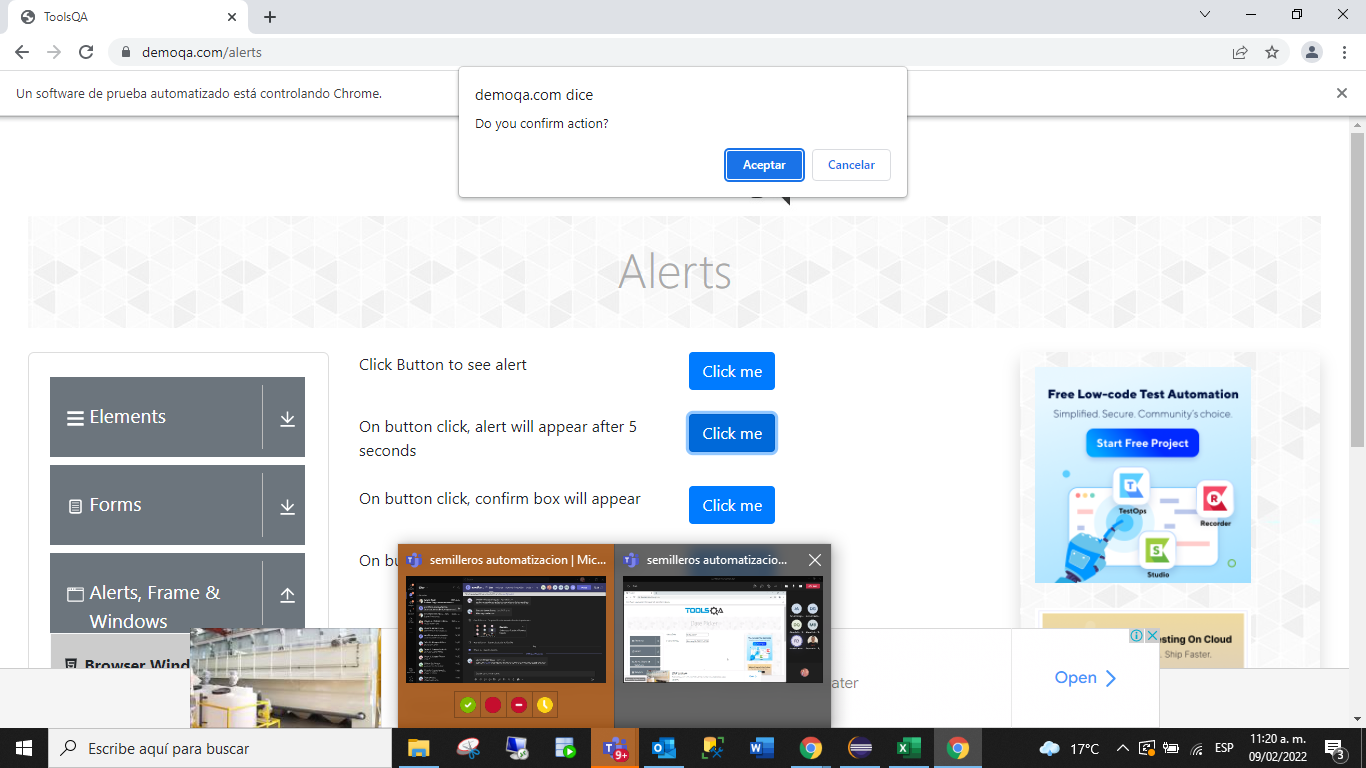 ToolsQA
demoqa.com/alerts
Un software de prueba automatizado está controlando Chrome.
demoqa.com dice
Do you confirm action?
Aceptar
Cancelar
Alerts
Elements
Forms
Alerts, Frame &
Windows
Browser Wind
Click Button to see alert
Click me
On button click, alert will appear after 5
seconds
Click me
On button click, confirm box will appear
Click me
On bu
Free Low-code Test Automation
Simplified. Secure. Community's choice.
Start Free Project
TestOps
Recorder
Studio
esting On Cloud
. Ship Faster.
semilleros automatizacion | Mic...
semilleros automatizacio...
TOOLSQA
ater
Open
Escribe aquí para buscar
9+
17°C
ESP
11:20 a. m.
09/02/2022
3